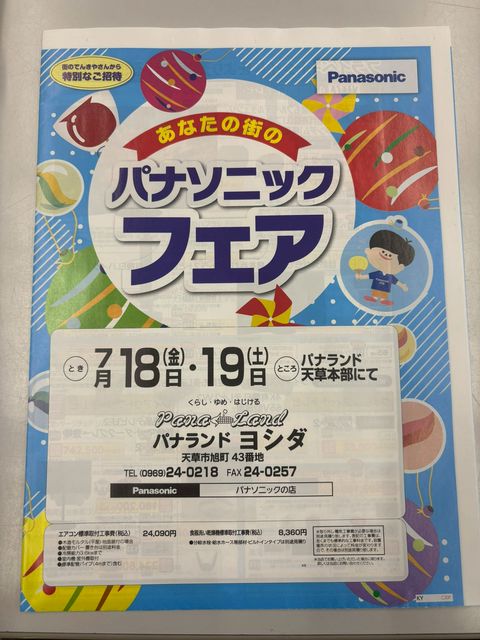 街のでんきやさんから
特別なご招待
Panasonic
あなたの街の
パナソニック
フェア
とき 7月18日(金)・19日(土) ところ パナランド
天草本部にて
くらし・ゆめ・はじける
Pana Land
パナランド ヨシダ
天草市旭町 43番地
TEL (0969)24-0218 FAX 24-0257
Panasonic パナソニックの店
エアコン標準取付工事費(税込) 24,090円
食器洗い乾燥機標準取付工事費(税込) 8,360円
KY